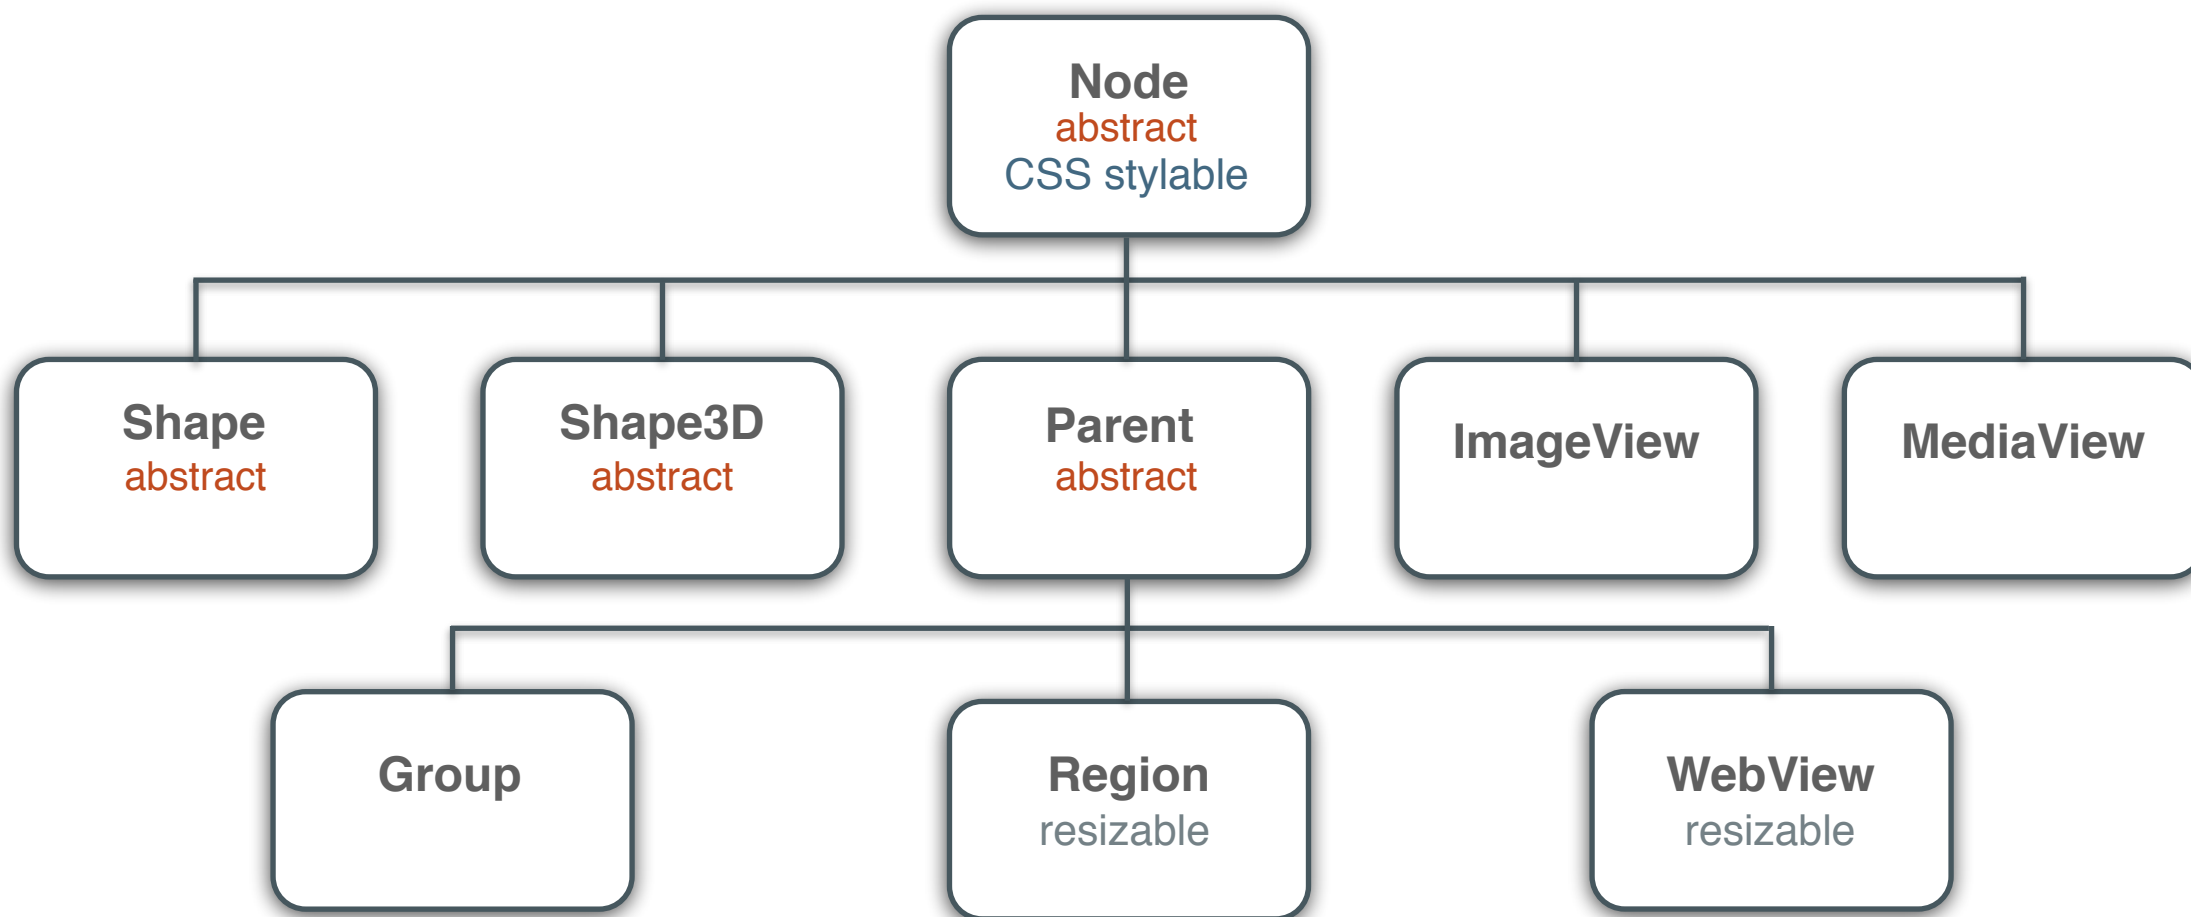 Node
abstract
CSS stylable
Shape
abstract
Shape3D
abstract
Parent
abstract
ImageView
MediaView
Group
Region
resizable
WebView
resizable